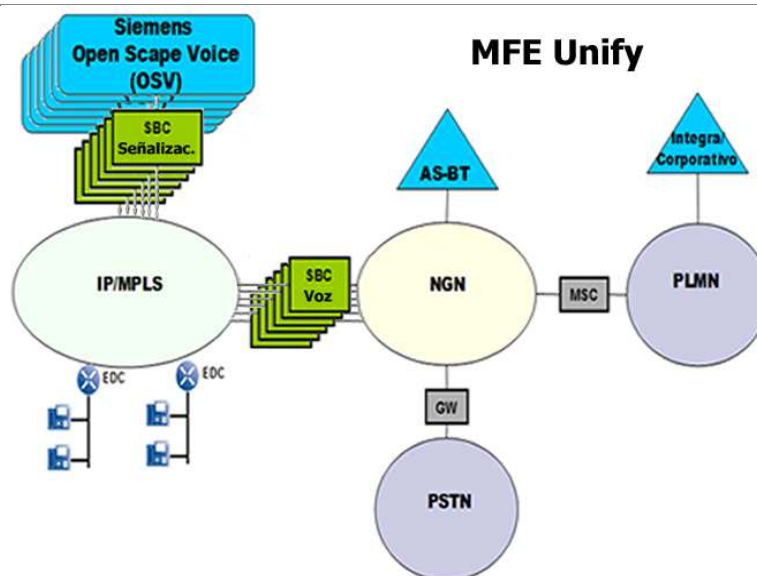 Siemens
Open Scape Voice
(OSV)
MFE Unify
SBC
Señalizac.
AS-BT
Integra/
Corporativo
IP/MPLS
SBC
Voz
NGN
MSC
PLMN
EDC
EDC
GW
PSTN